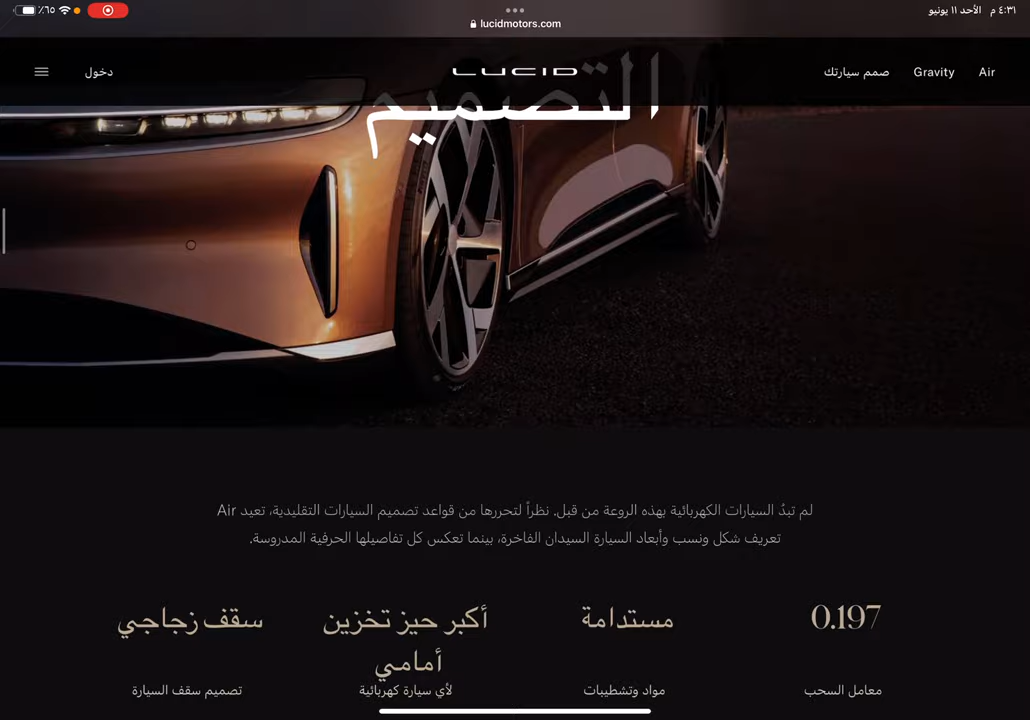 ٤:٣١ م الأحد ١١ يونيو
٪٦٥
lucidmotors.com
Air
Gravity
صمم سيارتك
LUCID
دخول
التصميم
لم تبدُ السيارات الكهربائية بهذه الروعة من قبل. نظراً لتحررها من قواعد تصميم السيارات التقليدية، تعيد Air
تعريف شكل ونسب وأبعاد السيارة السيدان الفاخرة، بينما تعكس كل تفاصيلها الحرفية المدروسة.
0.197
معامل السحب
مستدامة
مواد وتشطيبات
أكبر حيز تخزين
أمامي
لأي سيارة كهربائية
سقف زجاجي
تصميم سقف السيارة